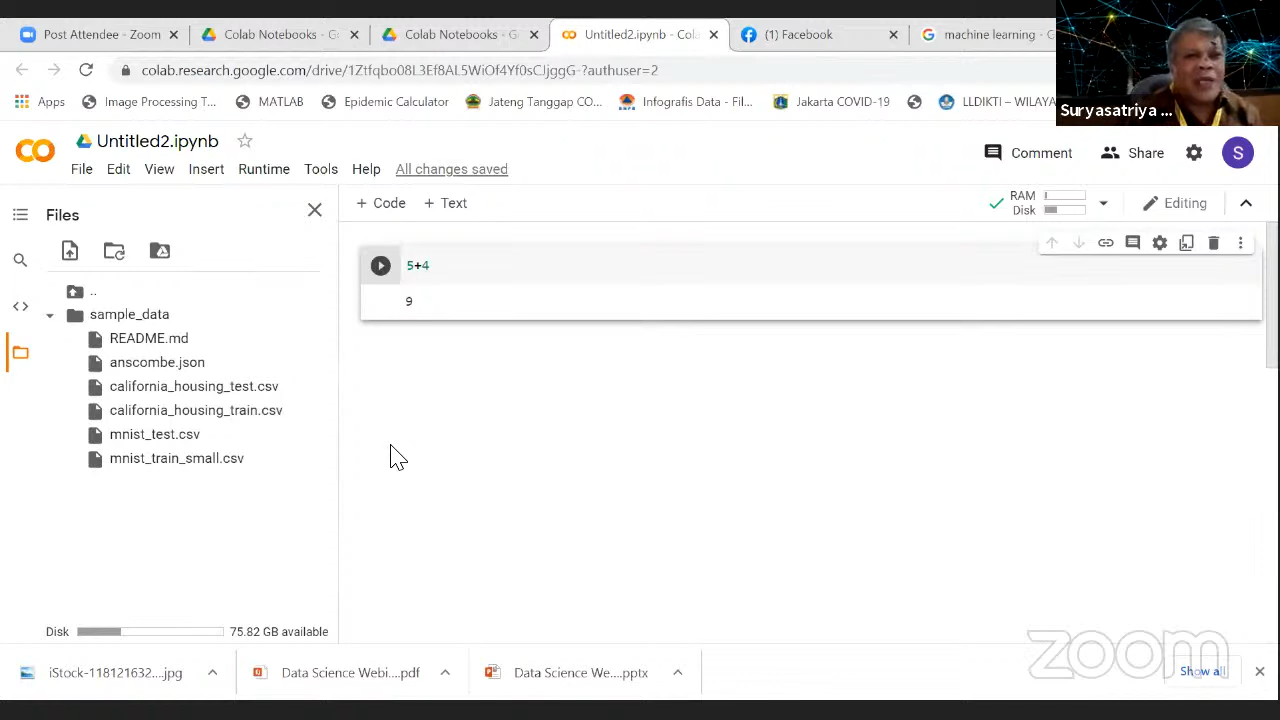 Post Attendee - Zoom
Colab Notebooks - G
Colab Notebooks - G
Untitled2.ipynb - Cola
(1) Facebook
machine learning - Go
colab.research.google.com/drive/1Ztfqbo08L3Ef8AL5WiOf4Yf0sCIjggG-?authuser=2
Suryasatriya ...
Apps
Image Processing T...
MATLAB
Epidemic Calculator
Jateng Tanggap CO...
Infografis Data - Fil...
Jakarta COVID-19
LLDIKTI – WILAYA
Untitled2.ipynb
Comment
Share
S
File Edit View Insert Runtime Tools Help All changes saved
Files
+ Code + Text
RAM
Disk
Editing
5+4
9
..
sample_data
README.md
anscombe.json
california_housing_test.csv
california_housing_train.csv
mnist_test.csv
mnist_train_small.csv
Disk 75.82 GB available
zoom
iStock-118121632....jpg
Data Science Webi....pdf
Data Science We....pptx
Show all